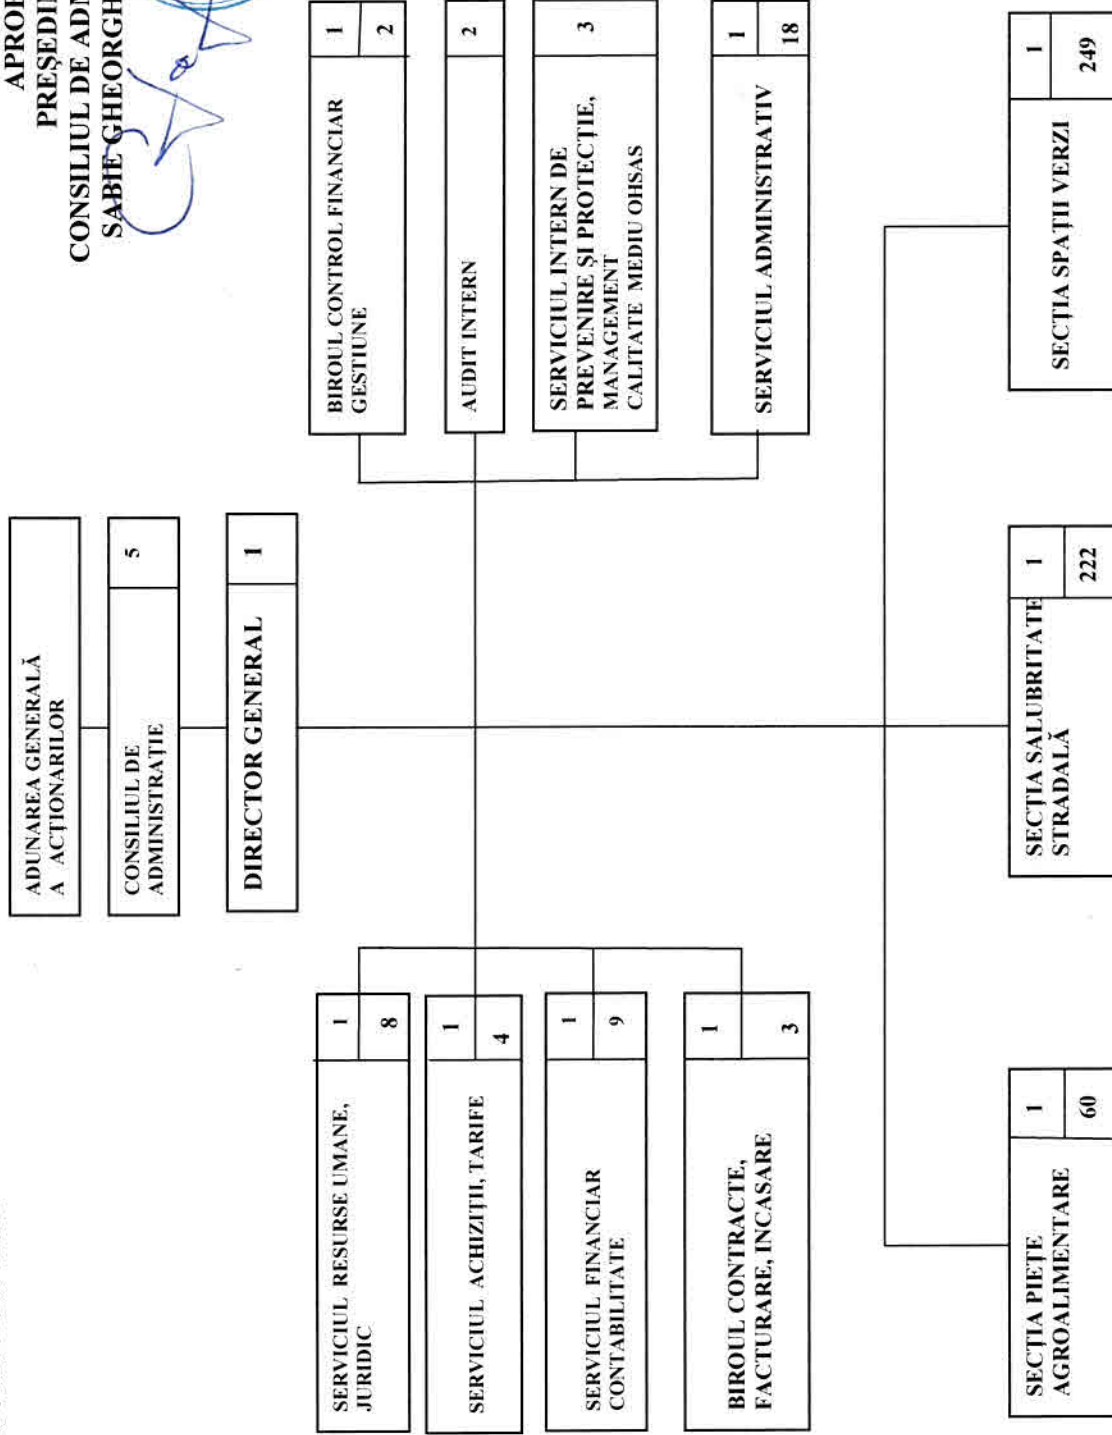 APROB
PREȘEDI
CONSILIUL DE ADM
SABIE GHEORGH
ADUNAREA GENERALĂ
A ACȚIONARILOR
CONSILIUL DE
ADMINISTRAȚIE
5
DIRECTOR GENERAL
1
SERVICIUL RESURSE UMANE,
JURIDIC
1
8
SERVICIUL ACHIZIȚII, TARIFE
1
4
SERVICIUL FINANCIAR
CONTABILITATE
1
9
BIROUL CONTRACTE,
FACTURARE, INCASARE
1
3
BIROUL CONTROL FINANCIAR
GESTIUNE
1
2
AUDIT INTERN
2
SERVICIUL INTERN DE
PREVENIRE ȘI PROTECȚIE,
MANAGEMENT
CALITATE MEDIU OHSAS
3
SERVICIUL ADMINISTRATIV
1
18
SECȚIA PIEȚE
AGROALIMENTARE
1
60
SECȚIA SALUBRITATE
STRADALĂ
1
222
SECȚIA SPAȚII VERZI
1
249